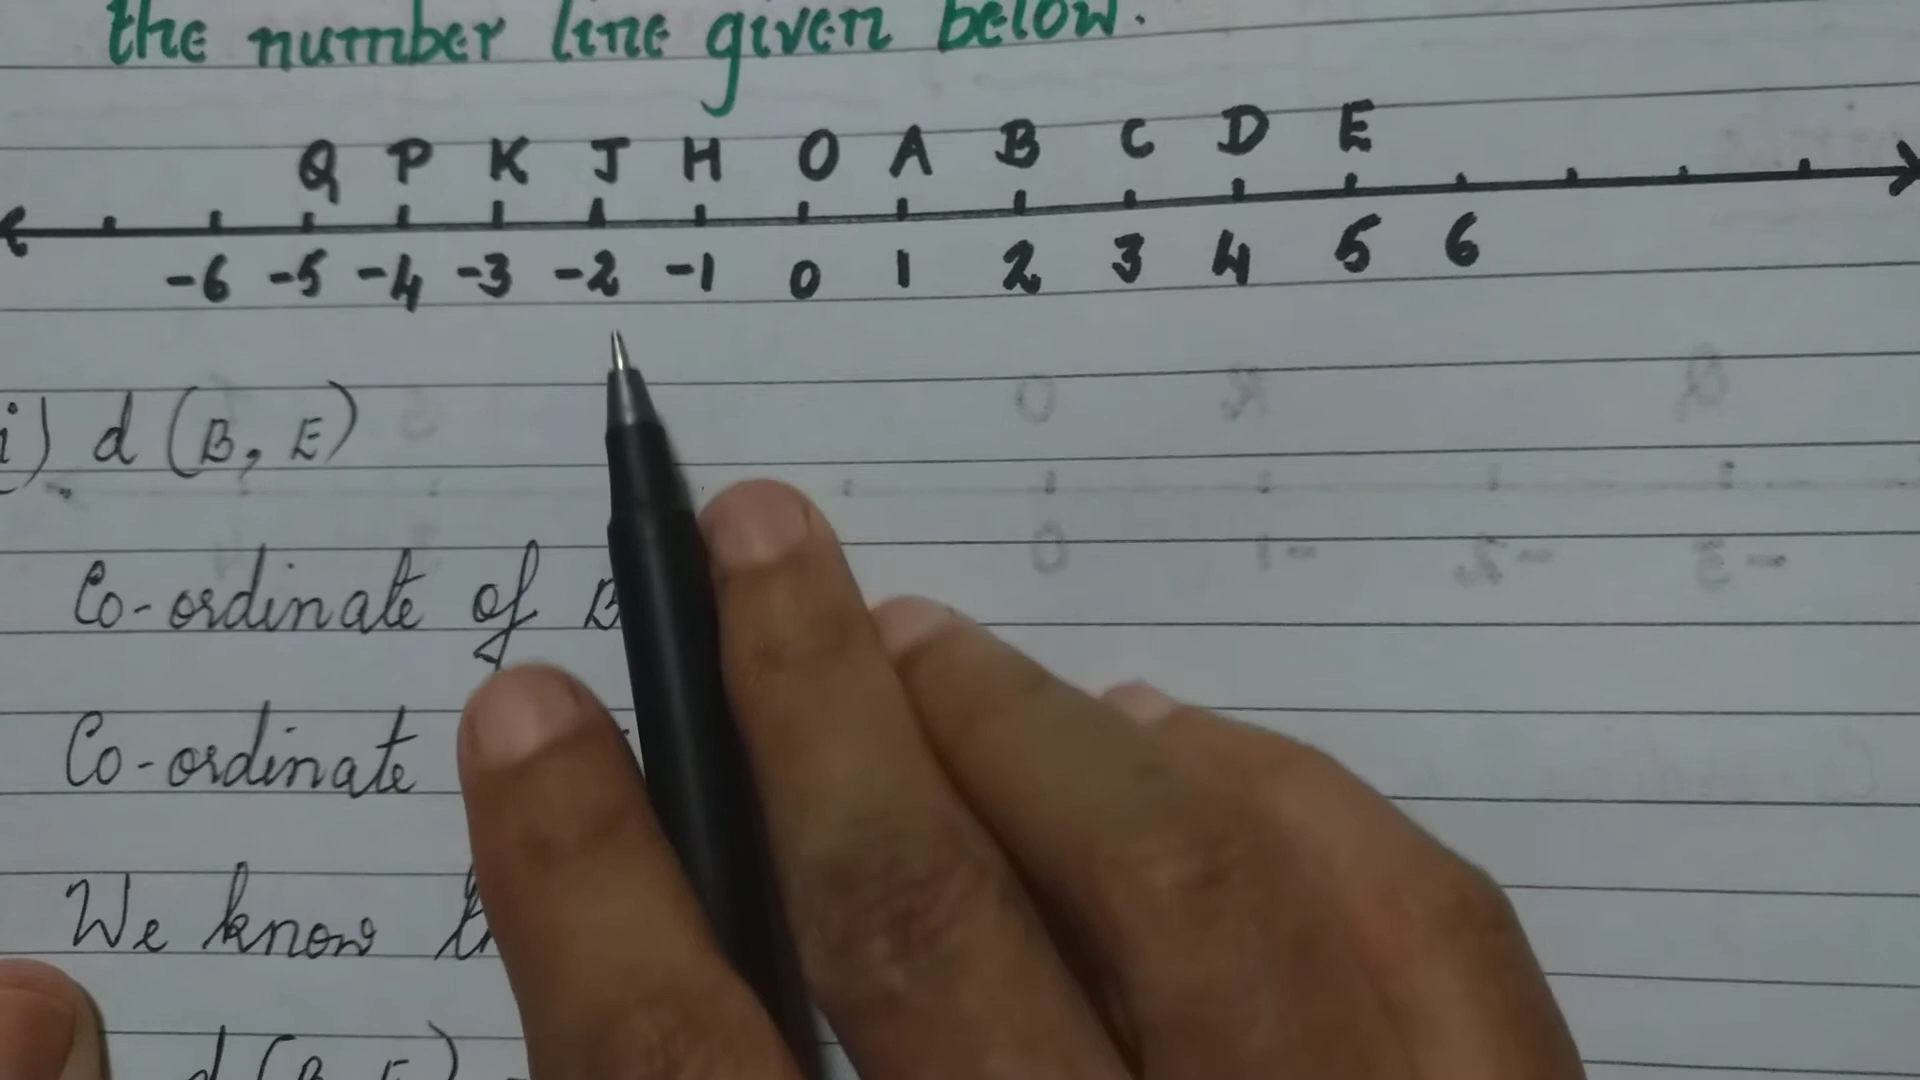 the number line given below.
Q P K J H O A B C D E
-6 -5 -4 -3 -2 -1 0 1 2 3 4 5 6
i) d (B, E)
Co-ordinate of B
Co-ordinate
We know
d (B, E)